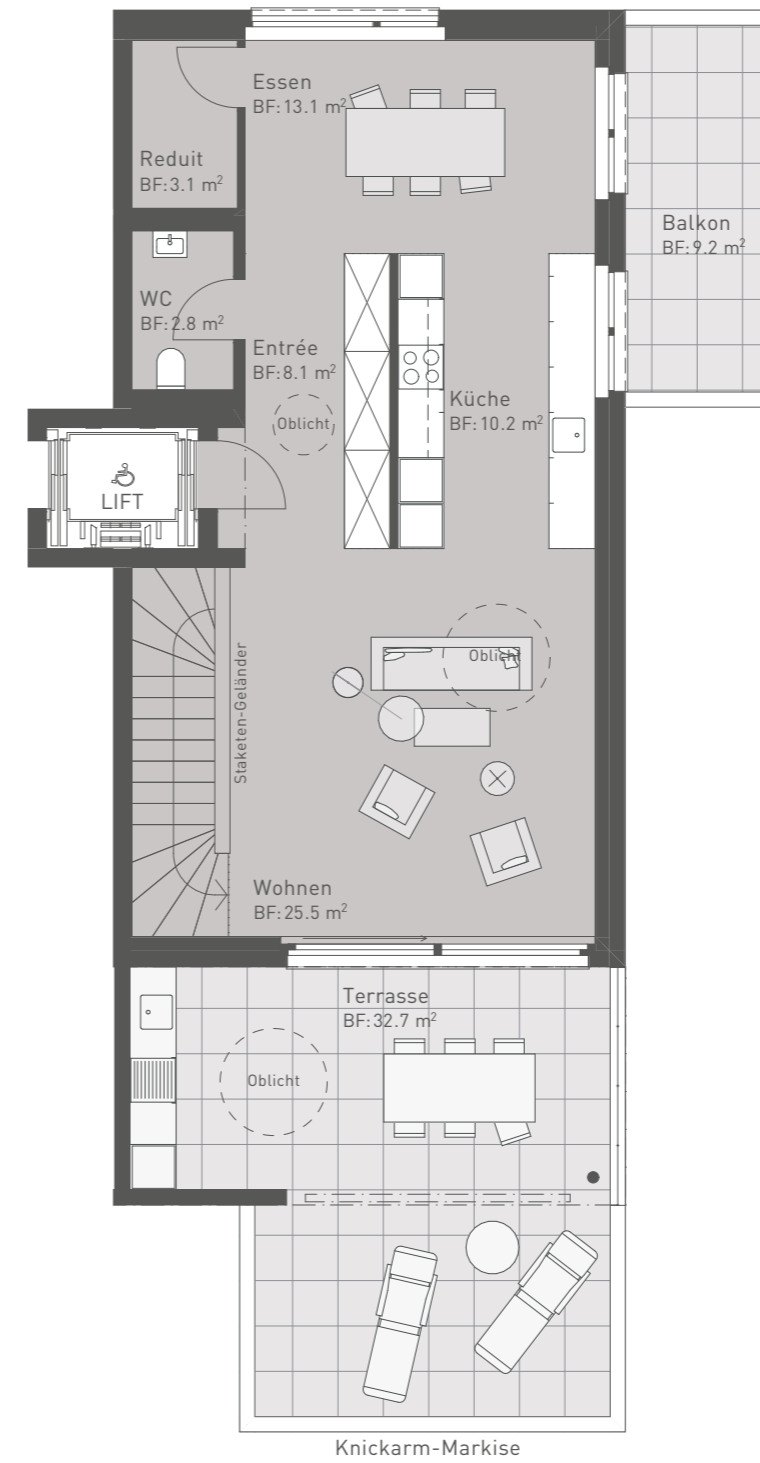 Essen
BF: 13.1 m²
Reduit
BF: 3.1 m²
Balkon
BF: 9.2 m²
WC
BF: 2.8 m²
Entrée
BF: 8.1 m²
Küche
BF: 10.2 m²
Oblicht
LIFT
Oblicht
Staketen-Geländer
Wohnen
BF: 25.5 m²
Terrasse
BF: 32.7 m²
Oblicht
Knickarm-Markise